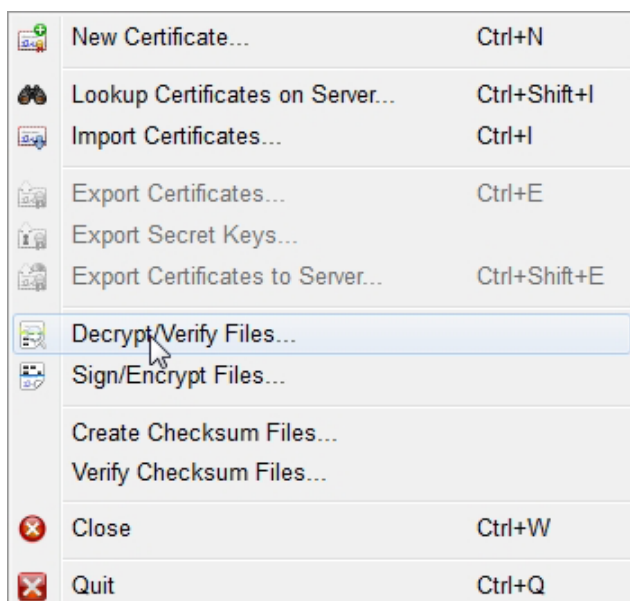 New Certificate... Ctrl+N
Lookup Certificates on Server... Ctrl+Shift+I
Import Certificates... Ctrl+I
Export Certificates... Ctrl+E
Export Secret Keys...
Export Certificates to Server... Ctrl+Shift+E
Decrypt/Verify Files...
Sign/Encrypt Files...
Create Checksum Files...
Verify Checksum Files...
Close Ctrl+W
Quit Ctrl+Q